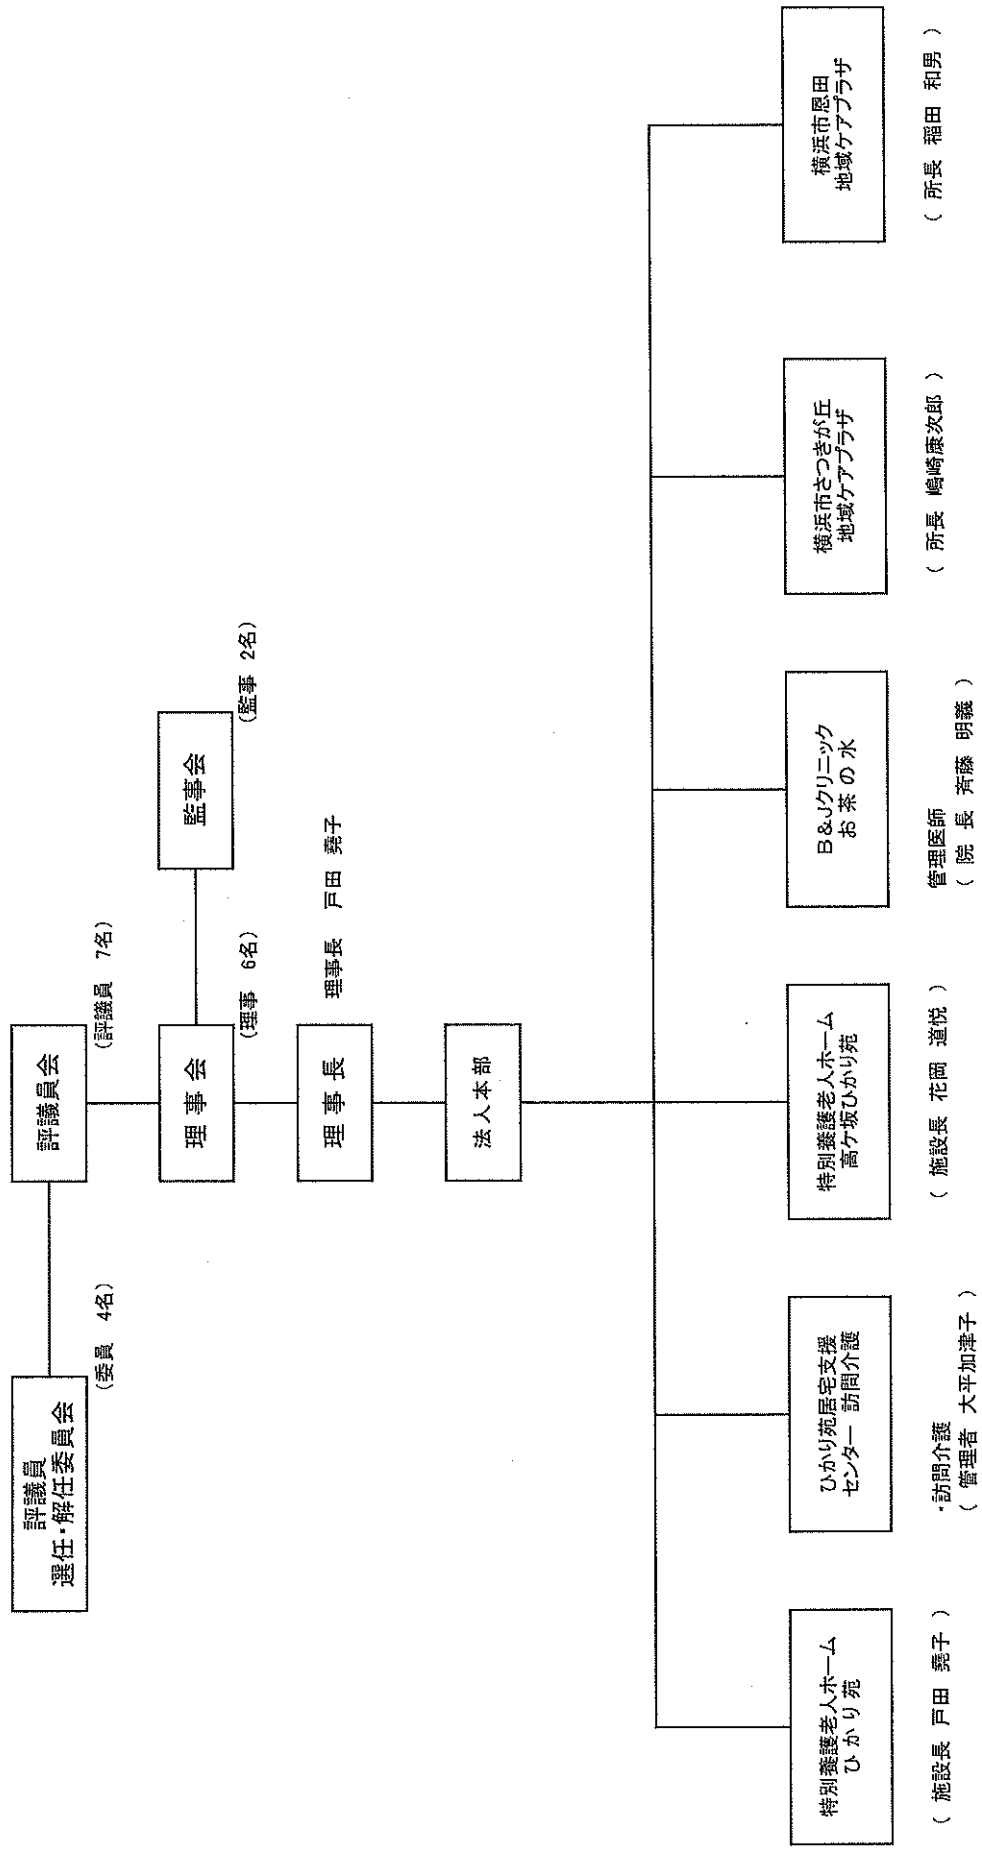 評議員
選任・解任委員会
(委員 4名)
評議員会
(評議員 7名)
理事会
(理事 6名)
監事会
(監事 2名)
理事長
理事長 戸田 堯子
法人本部
特別養護老人ホーム
ひかり苑
( 施設長 戸田 堯子 )
ひかり苑居宅支援
センター 訪問介護
・訪問介護
( 管理者 大平加津子 )
特別養護老人ホーム
高ケ坂ひかり苑
( 施設長 花岡 道悦 )
B&Jクリニック
お茶の水
管理医師
( 院長 斉藤 明義 )
横浜市さつきが丘
地域ケアプラザ
( 所長 嶋崎康次郎 )
横浜市恩田
地域ケアプラザ
( 所長 稲田 和男 )